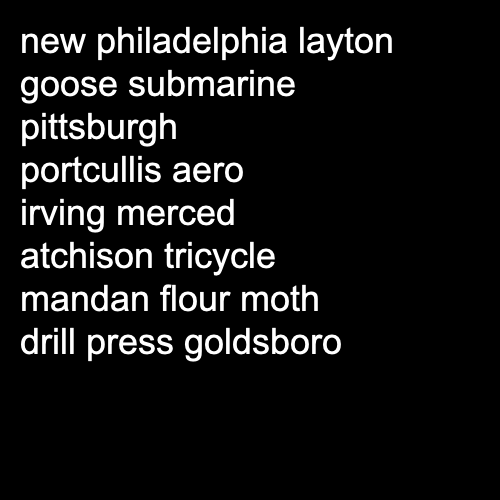 new philadelphia layton
goose submarine
pittsburgh
portcullis aero
irving merced
atchison tricycle
mandan flour moth
drill press goldsboro